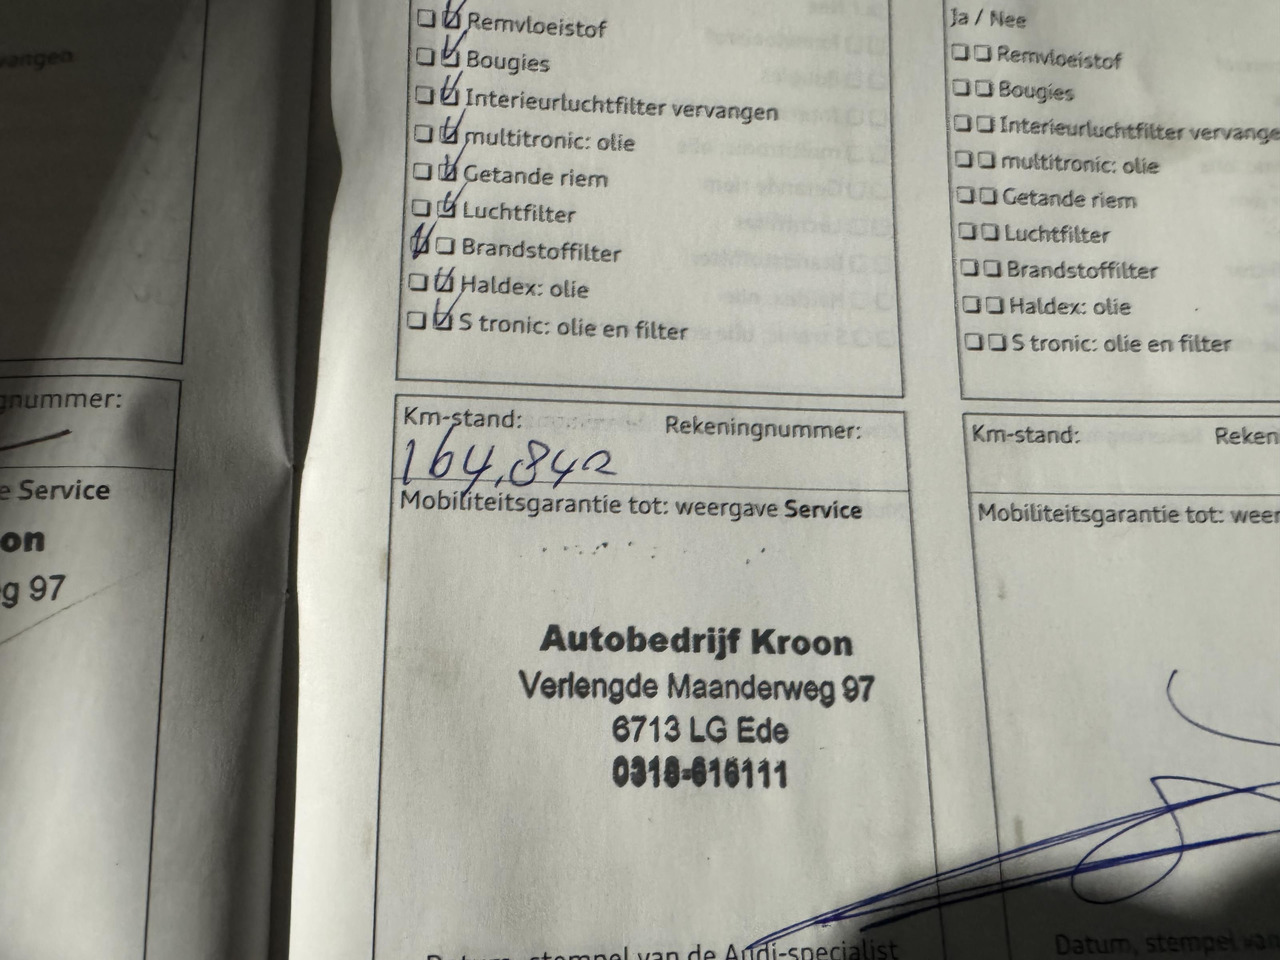 vangen
gnummer:
e Service
on
g 97
Remvloeistof
Bougies
Interieurluchtfilter vervangen
multitronic: olie
Getande riem
Luchtfilter
Brandstoffilter
Haldex: olie
S tronic: olie en filter
Km-stand: Rekeningnummer:
164.842
Mobiliteitsgarantie tot: weergave Service
Autobedrijf Kroon
Verlengde Maanderweg 97
6713 LG Ede
0318-616111
Datum, stempel van de Audi-specialist
Ja / Nee
Remvloeistof
Bougies
Interieurluchtfilter vervange
multitronic: olie
Getande riem
Luchtfilter
Brandstoffilter
Haldex: olie
S tronic: olie en filter
Km-stand: Reken
Mobiliteitsgarantie tot: weer
Datum, stempel van